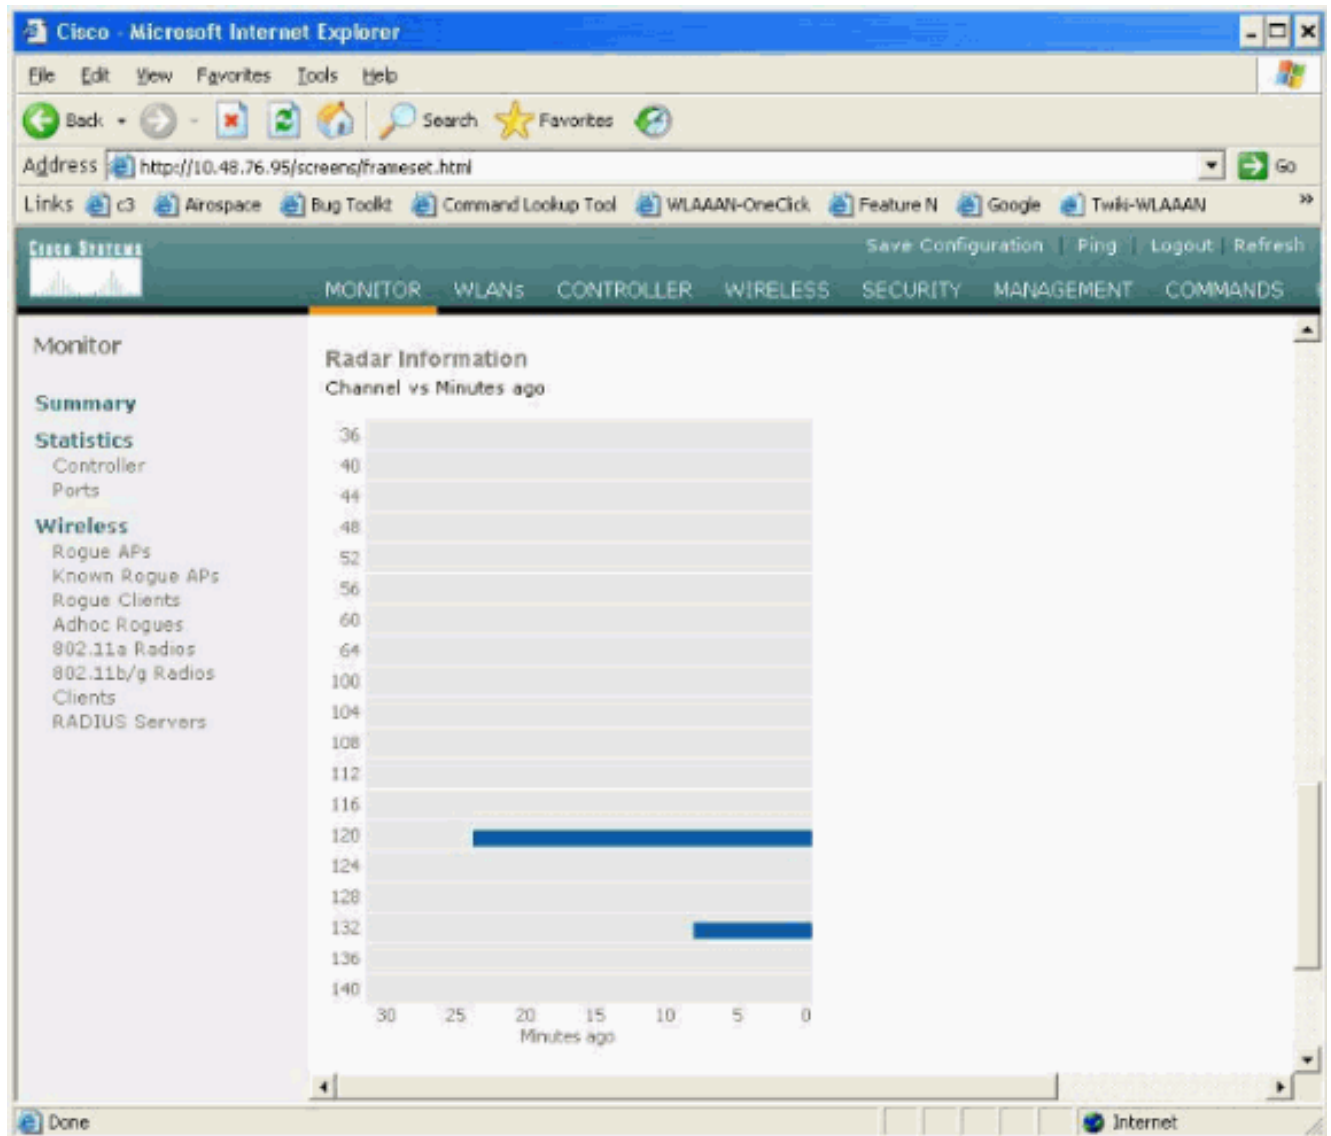 Cisco - Microsoft Internet Explorer
File Edit View Favorites Tools Help
Back Search Favorites
Address http://10.48.76.95/screens/frameset.html Go
Links c3 Airospace Bug Toolkt Command Lookup Tool WLAAAN-OneClick Feature N Google Twiki-WLAAAN »
CISCO SYSTEMS
Save Configuration | Ping | Logout | Refresh
MONITOR WLANs CONTROLLER WIRELESS SECURITY MANAGEMENT COMMANDS
Monitor
Summary
Statistics
Controller
Ports
Wireless
Rogue APs
Known Rogue APs
Rogue Clients
Adhoc Rogues
802.11a Radios
802.11b/g Radios
Clients
RADIUS Servers
Radar Information
Channel vs Minutes ago
36
40
44
48
52
56
60
64
100
104
108
112
116
120
124
128
132
136
140
30 25 20 15 10 5 0
Minutes ago
Done Internet